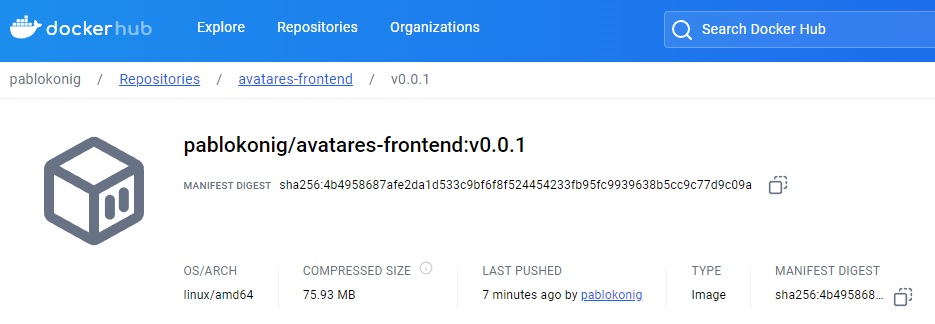 dockerhub Explore Repositories Organizations Search Docker Hub
pablokonig / Repositories / avatares-frontend / v0.0.1
pablokonig/avatares-frontend:v0.0.1
MANIFEST DIGEST sha256:4b4958687afe2da1d533c9bf6f8f524454233fb95fc9939638b5cc9c77d9c09a
OS/ARCH COMPRESSED SIZE LAST PUSHED TYPE MANIFEST DIGEST
linux/amd64 75.93 MB 7 minutes ago by pablokonig Image sha256:4b495868...